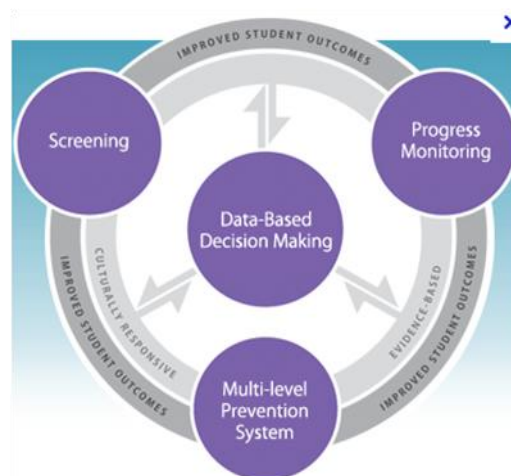 IMPROVED STUDENT OUTCOMES
Screening
Progress
Monitoring
Data-Based
Decision Making
CULTURALLY RESPONSIVE
IMPROVED STUDENT OUTCOMES
EVIDENCE-BASED
IMPROVED STUDENT OUTCOMES
Multi-level
Prevention
System